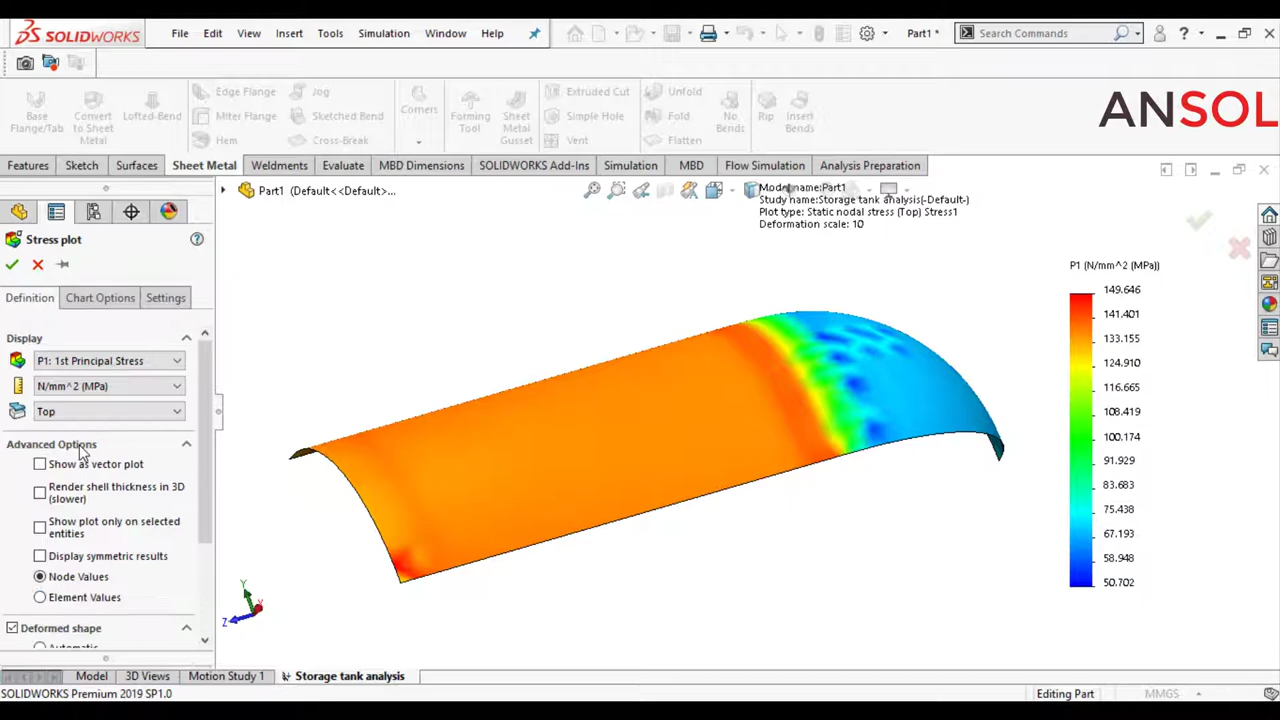 SOLIDWORKS
File Edit View Insert Tools Simulation Window Help
Part1 *
Search Commands
?
Base Flange/Tab
Convert to Sheet Metal
Lofted-Bend
Edge Flange
Miter Flange
Hem
Jog
Sketched Bend
Cross-Break
Corners
Forming Tool
Sheet Metal Gusset
Extruded Cut
Simple Hole
Vent
Unfold
Fold
Flatten
No Bends
Rip
Insert Bends
ANSOL
Features Sketch Surfaces Sheet Metal Weldments Evaluate MBD Dimensions SOLIDWORKS Add-Ins Simulation MBD Flow Simulation Analysis Preparation
Part1 (Default<<Default>...
Model name:Part1
Study name:Storage tank analysis(-Default-)
Plot type: Static nodal stress (Top) Stress1
Deformation scale: 10
Stress plot
?
Definition Chart Options Settings
Display
P1: 1st Principal Stress
N/mm^2 (MPa)
Top
Advanced Options
Show as vector plot
Render shell thickness in 3D
(slower)
Show plot only on selected
entities
Display symmetric results
Node Values
Element Values
Deformed shape
Automatic
P1 (N/mm^2 (MPa))
149.646
141.401
133.155
124.910
116.665
108.419
100.174
91.929
83.683
75.438
67.193
58.948
50.702
Y
X
Z
Model 3D Views Motion Study 1 Storage tank analysis
SOLIDWORKS Premium 2019 SP1.0
Editing Part
MMGS